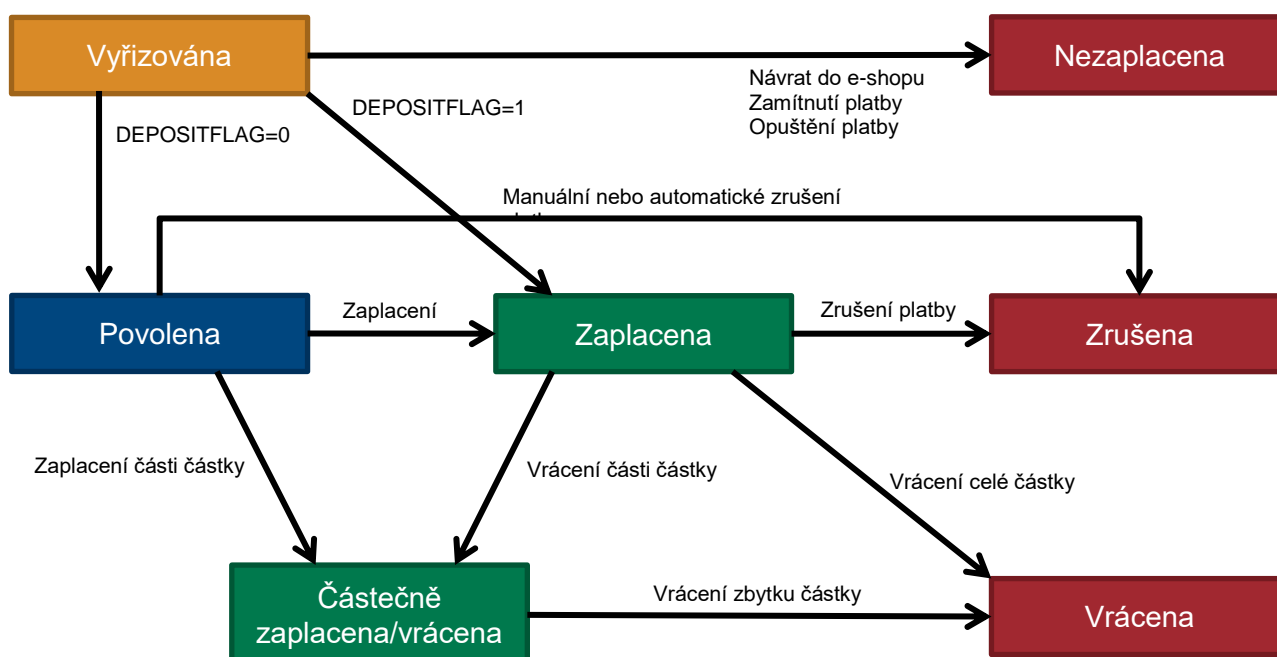 Vyřizována
Nezaplacena
Návrat do e-shopu
Zamítnutí platby
Opuštění platby
DEPOSITFLAG=1
DEPOSITFLAG=0
Manuální nebo automatické zrušení
Povolena
Zaplacení
Zaplacena
Zrušení platby
Zrušena
Zaplacení části částky
Vrácení části částky
Vrácení celé částky
Částečně
zaplacena/vrácena
Vrácení zbytku částky
Vrácena